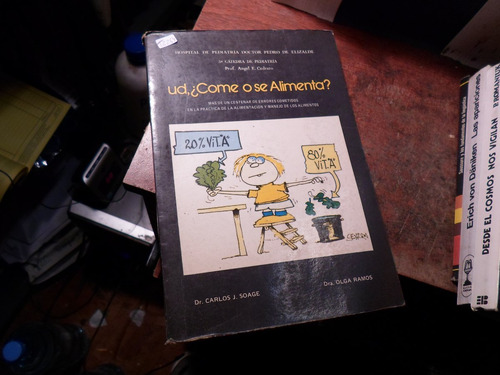 HOSPITAL DE PEDIATRIA DOCTOR PEDRO DE ELIZALDE
CATEDRA DE PEDIATRIA
Prof. Angel E. Cedrato
ud, ¿Come o se Alimenta?
MAS DE UN CENTENAR DE ERRORES COMETIDOS
EN LA PRACTICA DE LA ALIMENTACION Y MANEJO DE LOS ALIMENTOS
20% VIT."A"
80% VIT."A"
Dr. CARLOS J. SOAGE
Dra. OLGA RAMOS
Erich von Däniken Las apariciones
DESDE EL COSMOS NOS VIGILAN